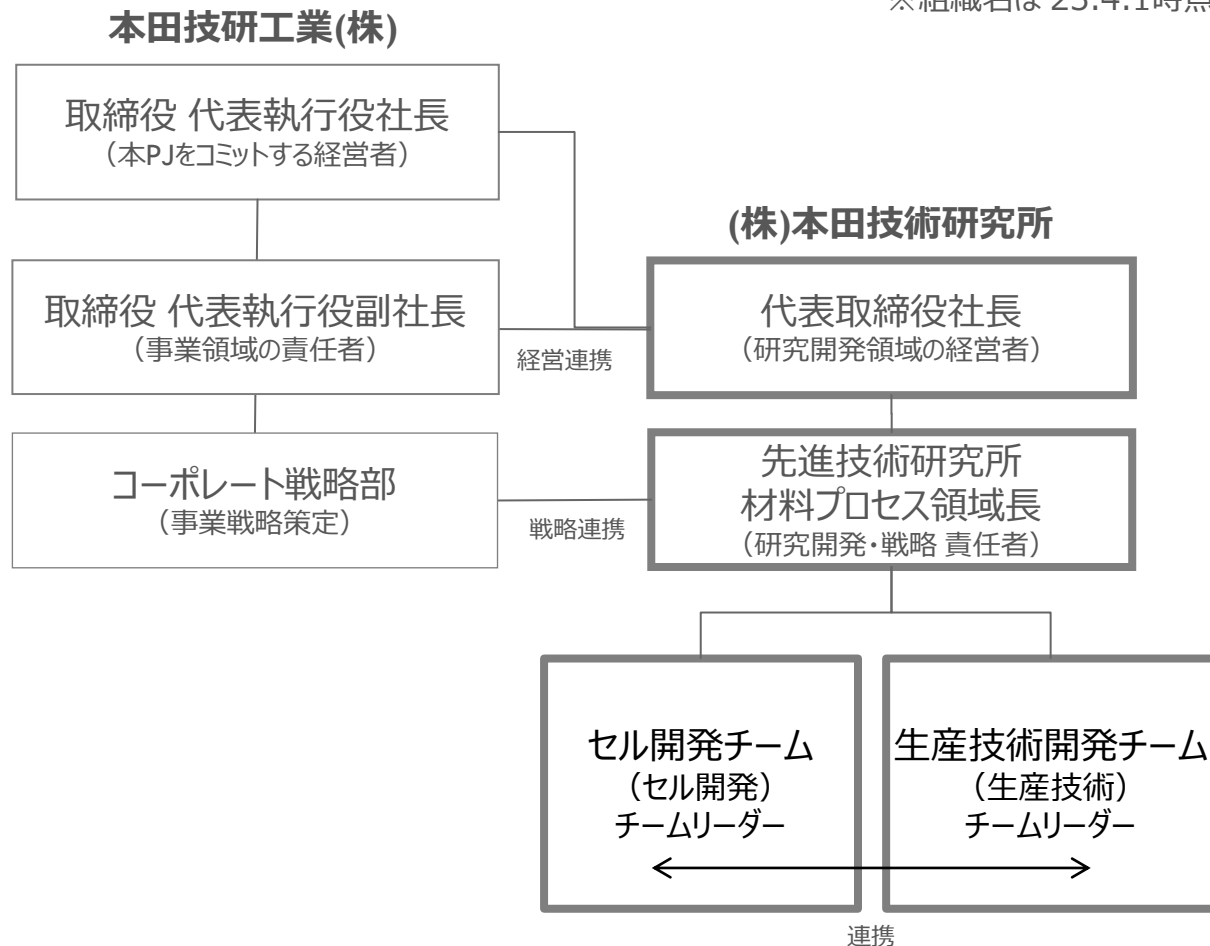 ※組織名は 23.4.1時点
本田技研工業(株)
取締役 代表執行役社長
（本PJをコミットする経営者）
(株)本田技術研究所
取締役 代表執行役副社長
（事業領域の責任者）
経営連携
代表取締役社長
（研究開発領域の経営者）
コーポレート戦略部
（事業戦略策定）
戦略連携
先進技術研究所
材料プロセス領域長
（研究開発・戦略 責任者）
セル開発チーム
（セル開発）
チームリーダー
生産技術開発チーム
（生産技術）
チームリーダー
連携